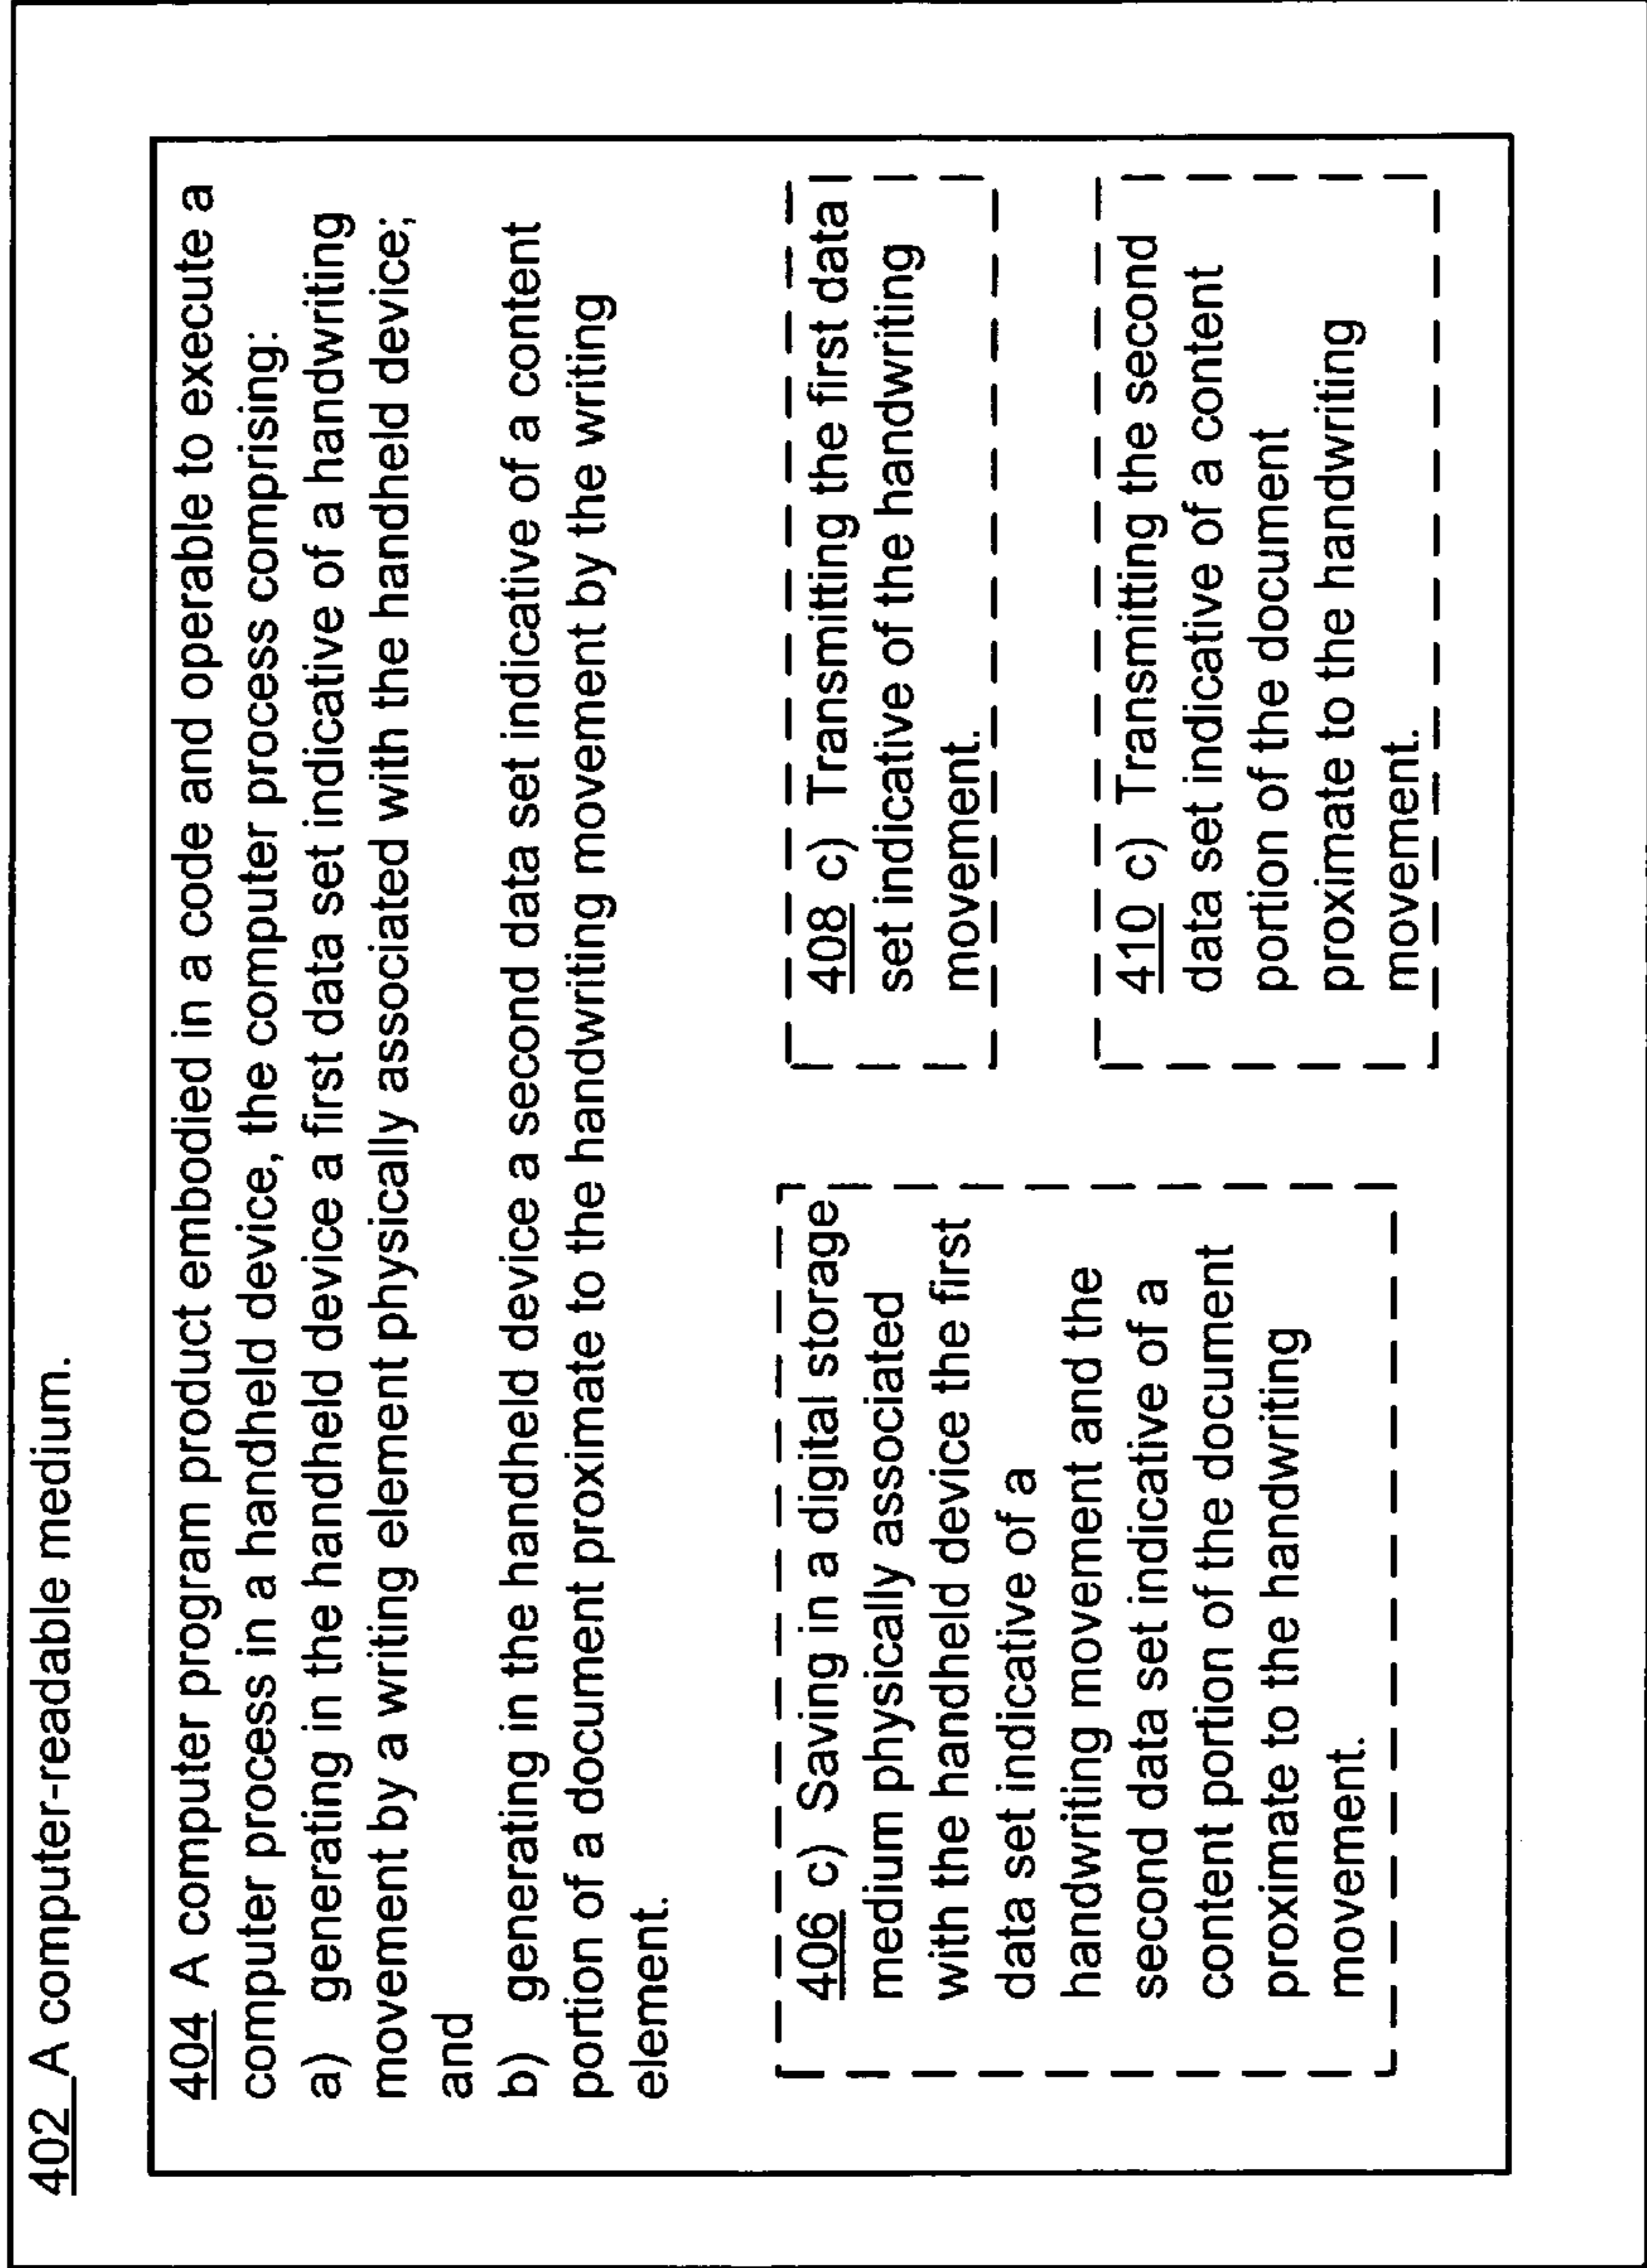 402 A computer-readable medium.
404 A computer program product embodied in a code and operable to execute a
computer process in a handheld device, the computer process comprising:
a) generating in the handheld device a first data set indicative of a handwriting
movement by a writing element physically associated with the handheld device;
and
b) generating in the handheld device a second data set indicative of a content
portion of a document proximate to the handwriting movement by the writing
element.
406 c) Saving in a digital storage
medium physically associated
with the handheld device the first
data set indicative of a
handwriting movement and the
second data set indicative of a
content portion of the document
proximate to the handwriting
movement.
408 c) Transmitting the first data
set indicative of the handwriting
movement.
410 c) Transmitting the second
data set indicative of a content
portion of the document
proximate to the handwriting
movement.